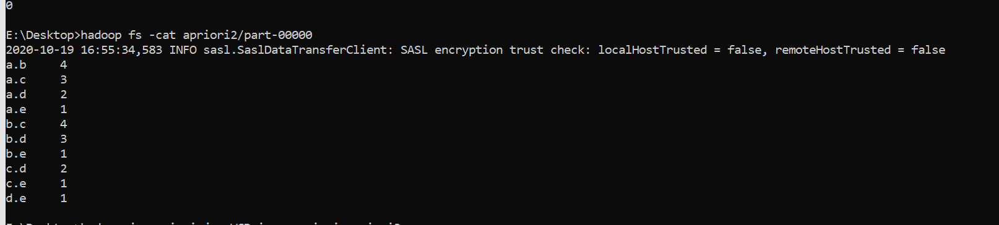 0
E:\Desktop>hadoop fs -cat apriori2/part-00000
2020-10-19 16:55:34,583 INFO sasl.SaslDataTransferClient: SASL encryption trust check: localHostTrusted = false, remoteHostTrusted = false
a.b 4
a.c 3
a.d 2
a.e 1
b.c 4
b.d 3
b.e 1
c.d 2
c.e 1
d.e 1